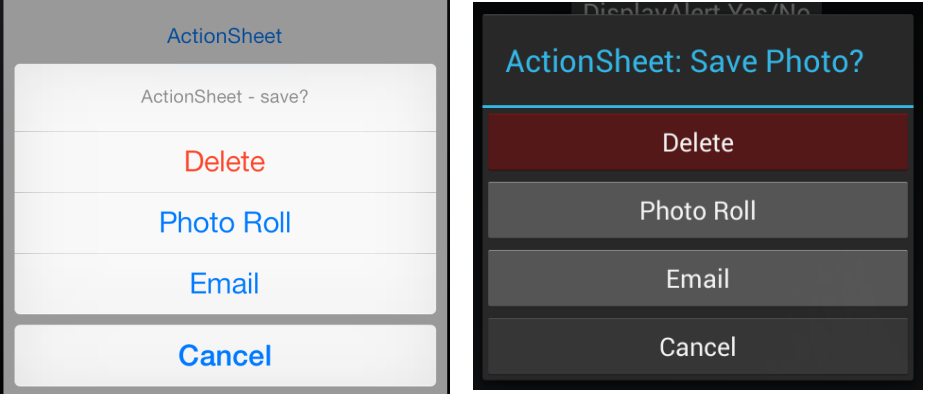 ActionSheet
ActionSheet - save?
Delete
Photo Roll
Email
Cancel
DisplayAlert Yes/No
ActionSheet: Save Photo?
Delete
Photo Roll
Email
Cancel